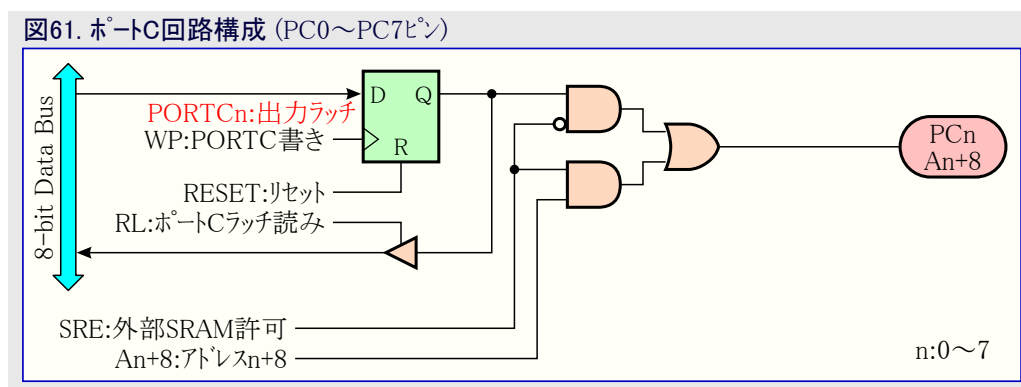 図61. ﾎﾟｰﾄC回路構成 (PC0～PC7ﾋﾟﾝ)
8-bit Data Bus
D Q
PORTCn:出力ラッチ
WP:PORTC書き
R
RESET:ﾘｾｯﾄ
RL:ﾎﾟｰﾄCﾗｯﾁ読み
PCn
An+8
SRE:外部SRAM許可
An+8:ｱﾄﾞﾚｽn+8
n:0～7